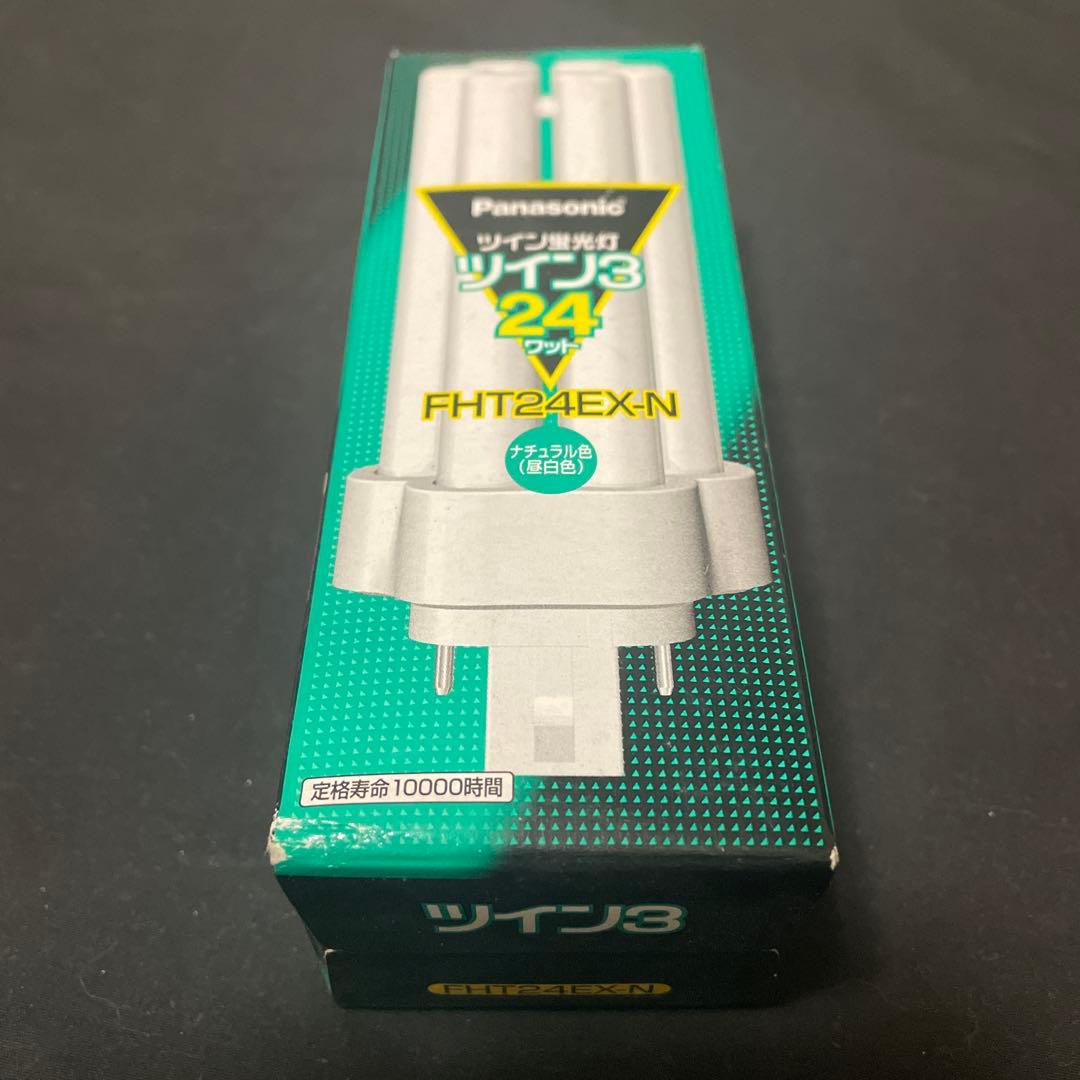 Panasonic
ツイン蛍光灯
ツイン3
24
ワット
FHT24EX-N
ナチュラル色
(昼白色)
定格寿命10000時間
ツイン3
FHT24EX-N